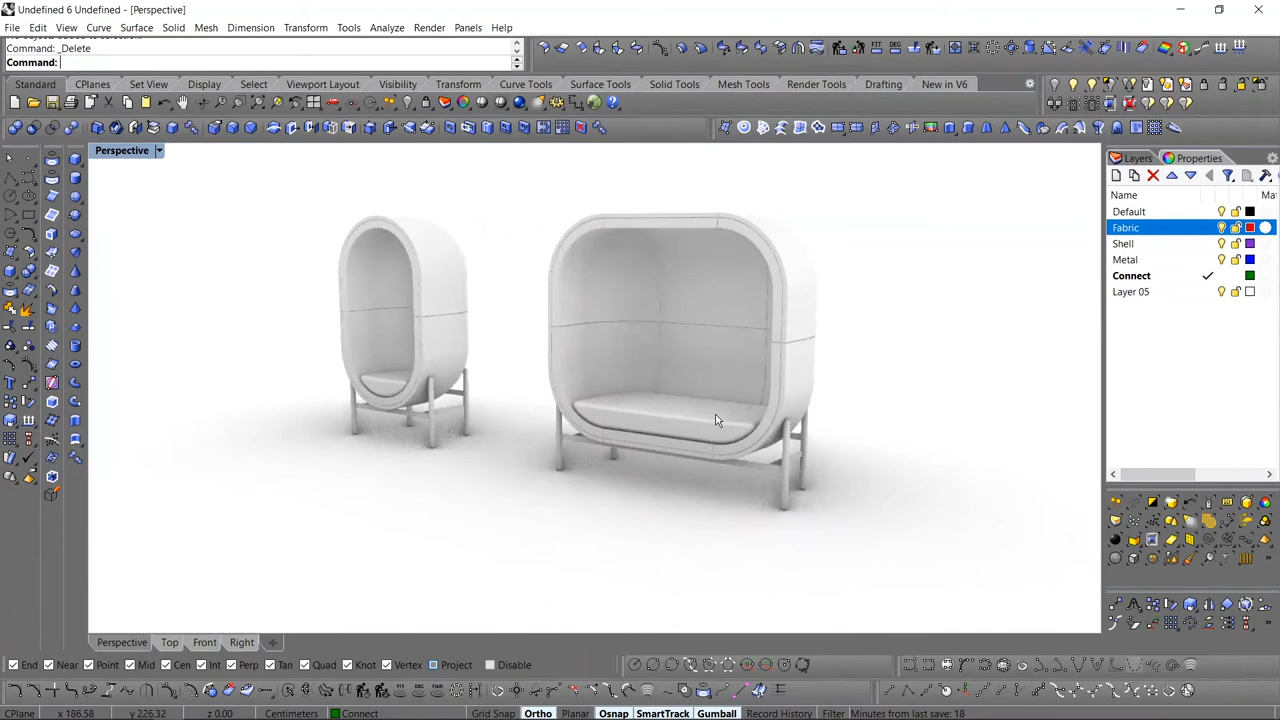 Undefined 6 Undefined - [Perspective]
File Edit View Curve Surface Solid Mesh Dimension Transform Tools Analyze Render Panels Help
Command: _Delete
Command:
Standard CPlanes Set View Display Select Viewport Layout Visibility Transform Curve Tools Surface Tools Solid Tools Mesh Tools Render Tools Drafting New in V6
Perspective
Layers Properties
Name Mat
Default
Fabric
Shell
Metal
Connect
Layer 05
Perspective Top Front Right
End Near Point Mid Cen Int Perp Tan Quad Knot Vertex Project Disable
CPlane x 186.58 y 226.32 z 0.00 Centimeters Connect Grid Snap Ortho Planar Osnap SmartTrack Gumball Record History Filter Minutes from last save: 18